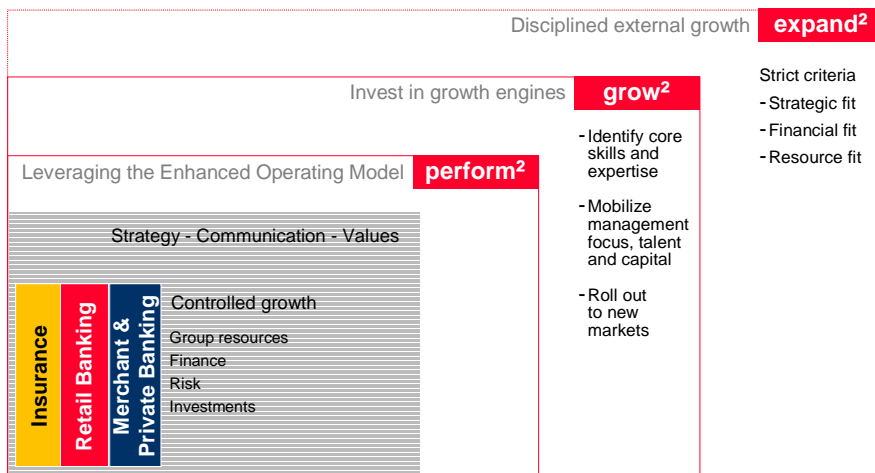 Disciplined external growth expand²
Strict criteria
- Strategic fit
- Financial fit
- Resource fit
Invest in growth engines grow²
- Identify core
skills and
expertise
- Mobilize
management
focus, talent
and capital
- Roll out
to new
markets
Leveraging the Enhanced Operating Model perform²
Strategy - Communication - Values
Insurance
Retail Banking
Merchant &
Private Banking
Controlled growth
Group resources
Finance
Risk
Investments